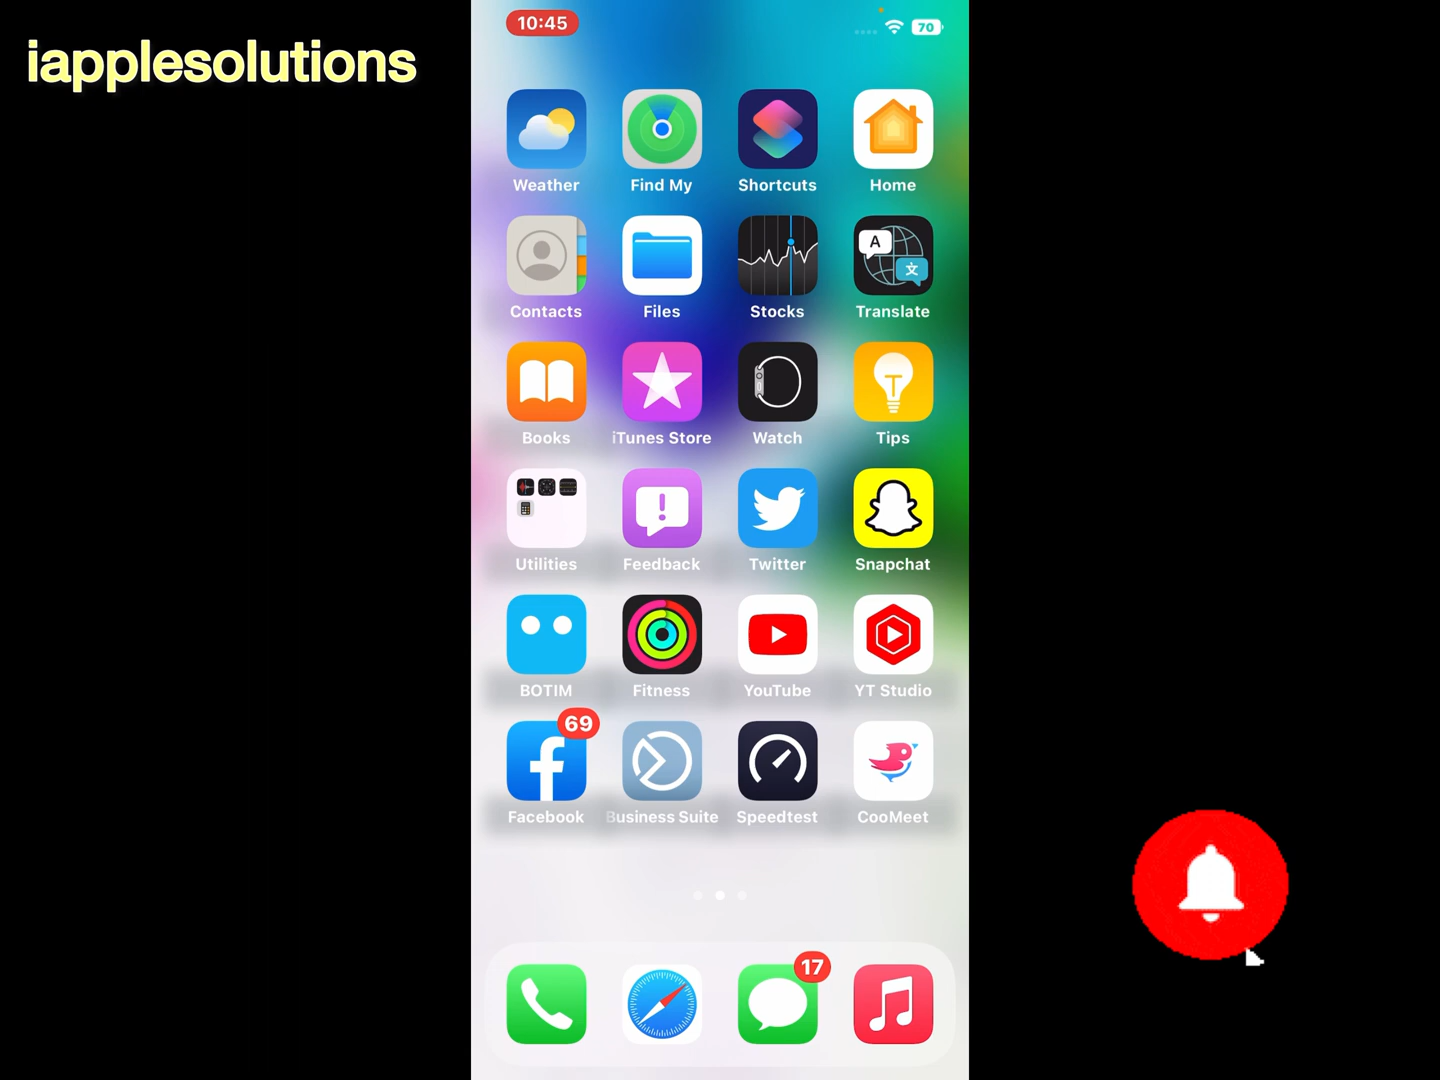 iapplesolutions
10:45
70
Weather
Find My
Shortcuts
Home
A
文
Contacts
Files
Stocks
Translate
Books
iTunes Store
Watch
Tips
Utilities
Feedback
Twitter
Snapchat
BOTIM
Fitness
YouTube
YT Studio
69
Facebook
Business Suite
Speedtest
CooMeet
17